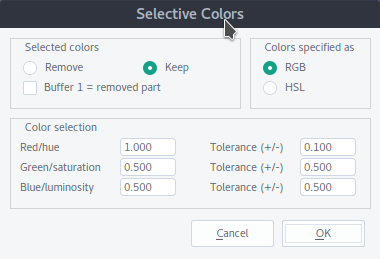 Selective Colors
Selected colors
Remove Keep
Buffer 1 = removed part
Colors specified as
RGB
HSL
Color selection
Red/hue 1.000 Tolerance (+/-) 0.100
Green/saturation 0.500 Tolerance (+/-) 0.500
Blue/luminosity 0.500 Tolerance (+/-) 0.500
Cancel OK